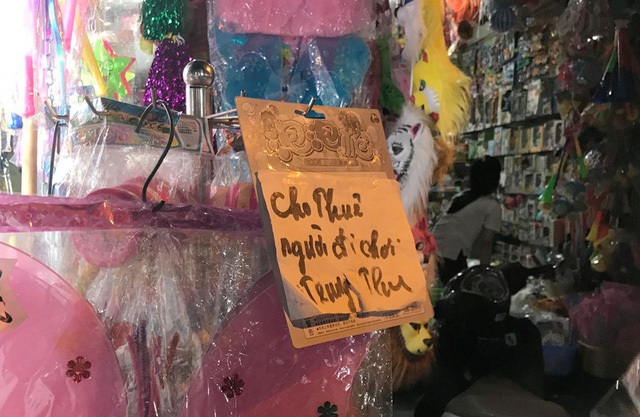 Cho Thuê
người đi chơi
Trung Thu